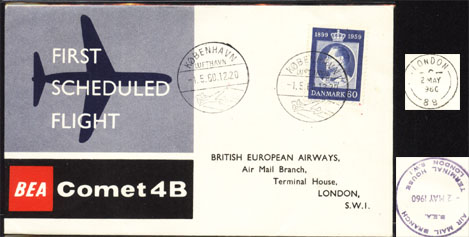 FIRST
SCHEDULED
FLIGHT
BEA Comet 4B
KØBENHAVN
LUFTHAVN
-1.5.60.12.20
KØBENHAVN
1899 1959
DANMARK 60
BRITISH EUROPEAN AIRWAYS,
Air Mail Branch,
Terminal House,
LONDON,
S.W.1.
LONDON
2 MAY
960
AIR MAIL BRANCH
- 2 MAY 1960
B.E.A.
TERMINAL HOUSE
LONDON